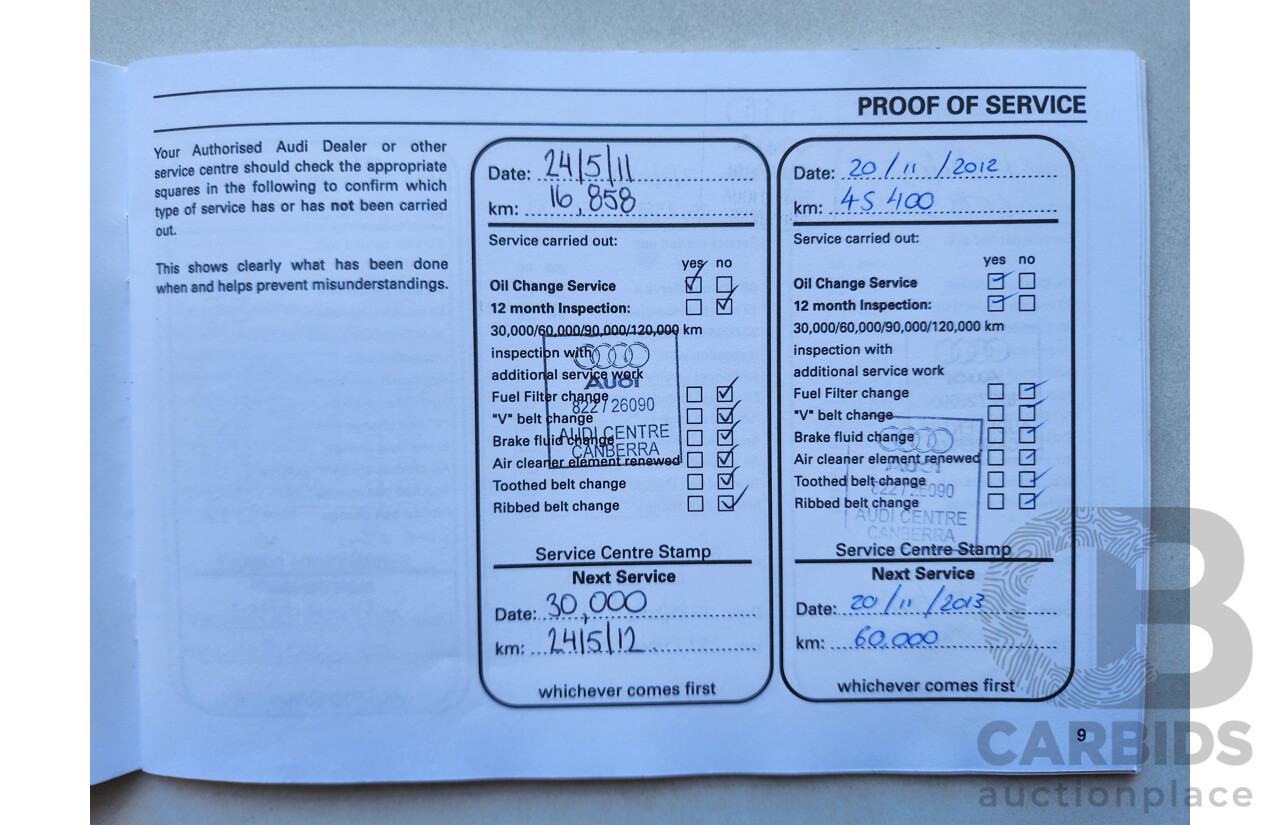 PROOF OF SERVICE
Your Authorised Audi Dealer or other
service centre should check the appropriate
squares in the following to confirm which
type of service has or has not been carried
out.
This shows clearly what has been done
when and helps prevent misunderstandings.
Date: 24/5/11
km: 16,858
Service carried out:
yes no
Oil Change Service
12 month Inspection:
30,000/60,000/90,000/120,000 km
inspection with
additional service work
Fuel Filter change
"V" belt change
Brake fluid change
Air cleaner element renewed
Toothed belt change
Ribbed belt change
Audi
822 / 26090
AUDI CENTRE
CANBERRA
Service Centre Stamp
Next Service
Date: 30,000
km: 24/5/12
whichever comes first
Date: 20/11/2012
km: 45 400
Service carried out:
yes no
Oil Change Service
12 month Inspection:
30,000/60,000/90,000/120,000 km
inspection with
additional service work
Fuel Filter change
"V" belt change
Brake fluid change
Air cleaner element renewed
Toothed belt change
Ribbed belt change
Audi
822 / 26090
AUDI CENTRE
CANBERRA
Service Centre Stamp
Next Service
Date: 20/11/2013
km: 60.000
whichever comes first
9
CB
CARBIDS
auctionplace